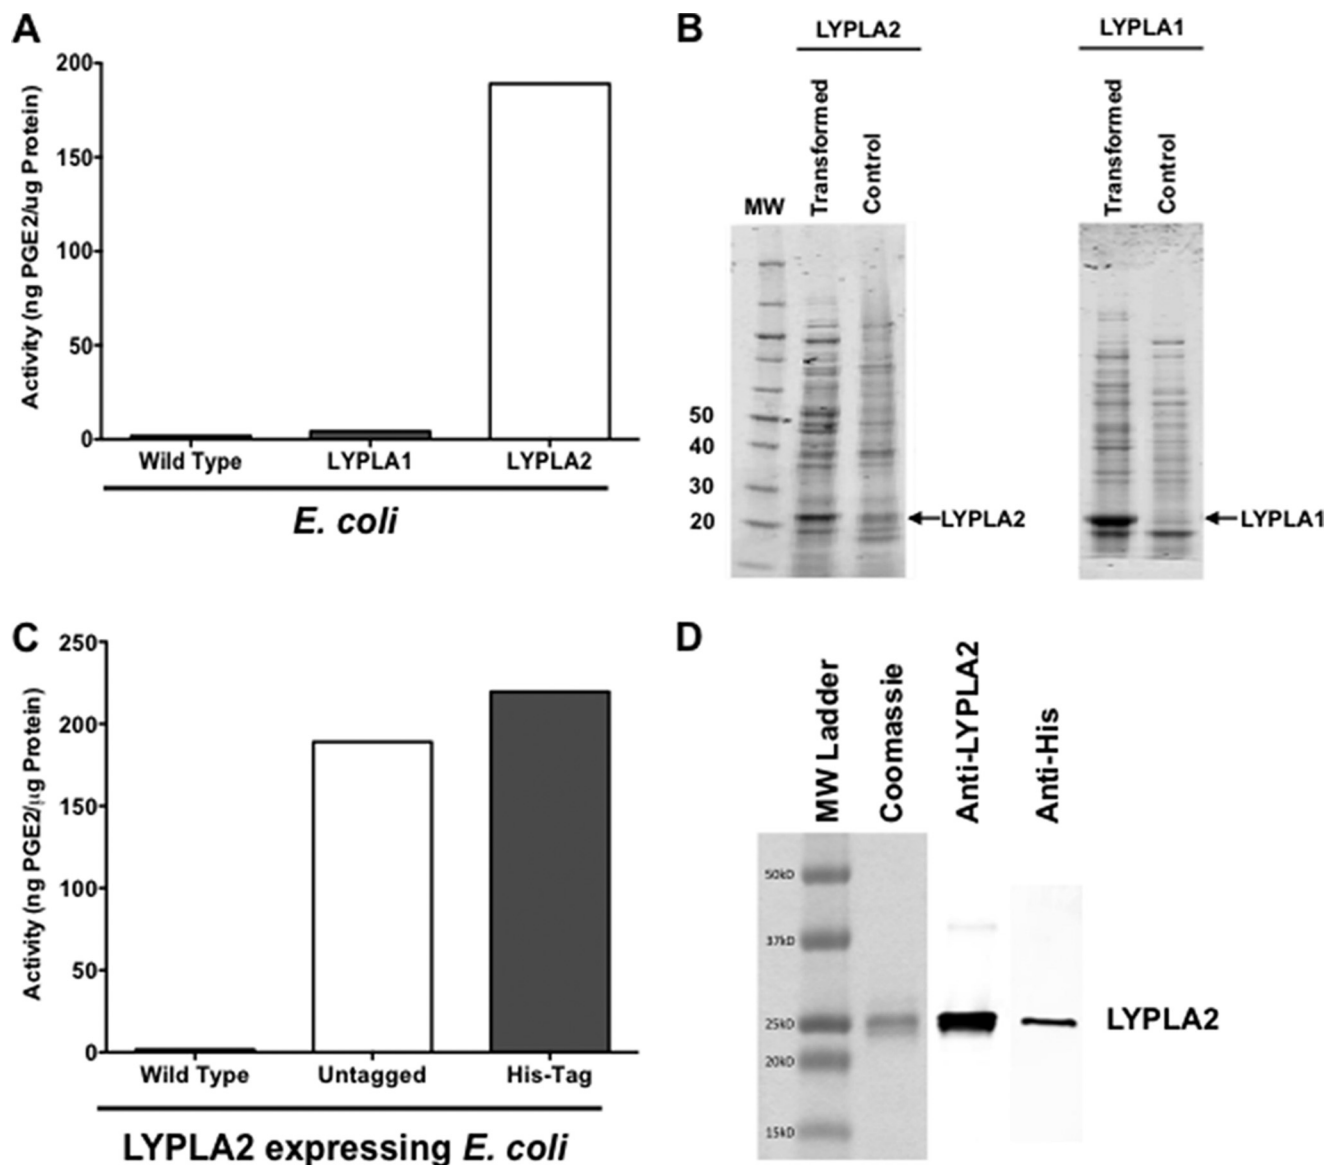 A
Activity (ng PGE2/ug Protein)
200
150
100
50
0
Wild Type LYPLA1 LYPLA2
E. coli
B
LYPLA2 LYPLA1
MW Transformed Control Transformed Control
50
40
30
20
LYPLA2
LYPLA1
C
Activity (ng PGE2/μg Protein)
250
200
150
100
50
0
Wild Type Untagged His-Tag
LYPLA2 expressing E. coli
D
MW Ladder Coomassie Anti-LYPLA2 Anti-His
50kD
37kD
25kD
20kD
15kD
LYPLA2